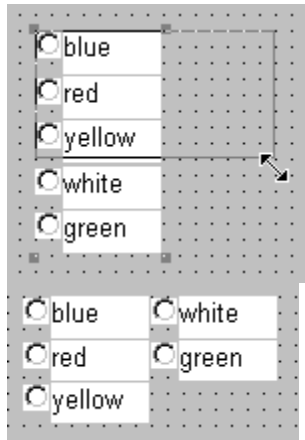 blue
red
yellow
white
green
blue white
red green
yellow